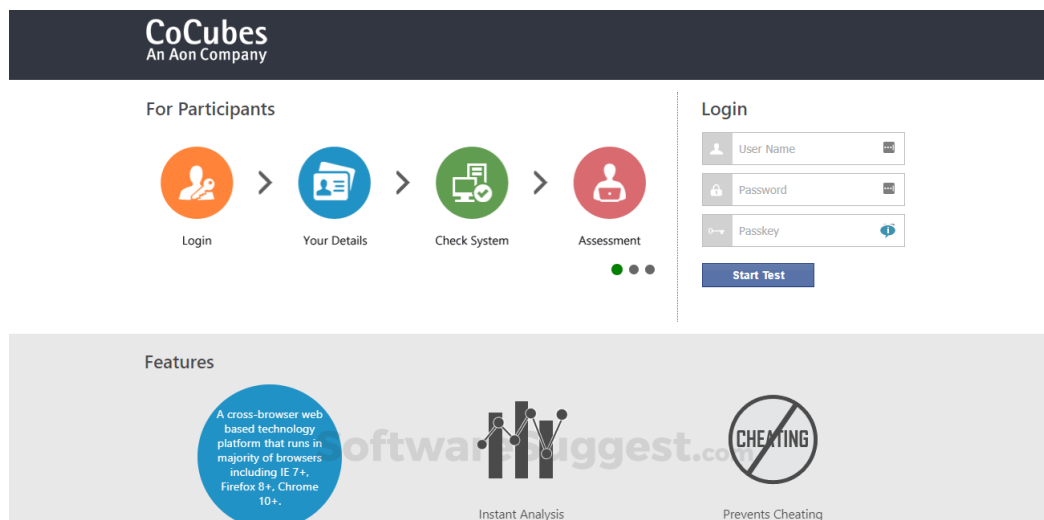 CoCubes
An Aon Company
For Participants
Login
Your Details
Check System
Assessment
Login
User Name
Password
Passkey
Start Test
Features
A cross-browser web
based technology
platform that runs in
majority of browsers
including IE 7+,
Firefox 8+, Chrome
10+.
SoftwareSuggest.com
CHEATING
Instant Analysis
Prevents Cheating